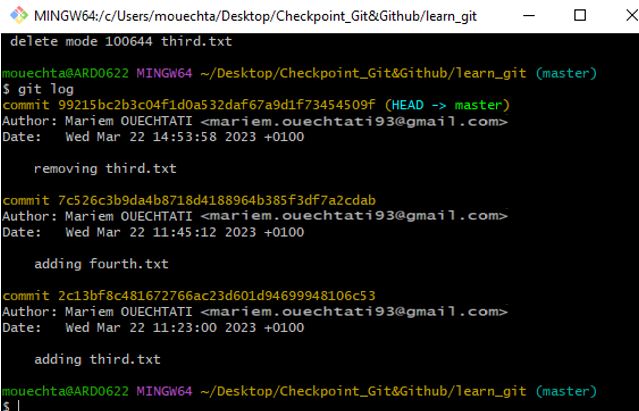 MINGW64:/c/Users/mouechta/Desktop/Checkpoint_Git&Github/learn_git
delete mode 100644 third.txt
mouechta@ARD0622 MINGW64 ~/Desktop/Checkpoint_Git&Github/learn_git (master)
$ git log
commit 99215bc2b3c04f1d0a532daf67a9d1f73454509f (HEAD -> master)
Author: Mariem OUECHTATI <mariem.ouechtati93@gmail.com>
Date:   Wed Mar 22 14:53:58 2023 +0100
removing third.txt
commit 7c526c3b9da4b8718d4188964b385f3df7a2cdab
Author: Mariem OUECHTATI <mariem.ouechtati93@gmail.com>
Date:   Wed Mar 22 11:45:12 2023 +0100
adding fourth.txt
commit 2c13bf8c481672766ac23d601d94699948106c53
Author: Mariem OUECHTATI <mariem.ouechtati93@gmail.com>
Date:   Wed Mar 22 11:23:00 2023 +0100
adding third.txt
mouechta@ARD0622 MINGW64 ~/Desktop/Checkpoint_Git&Github/learn_git (master)
$